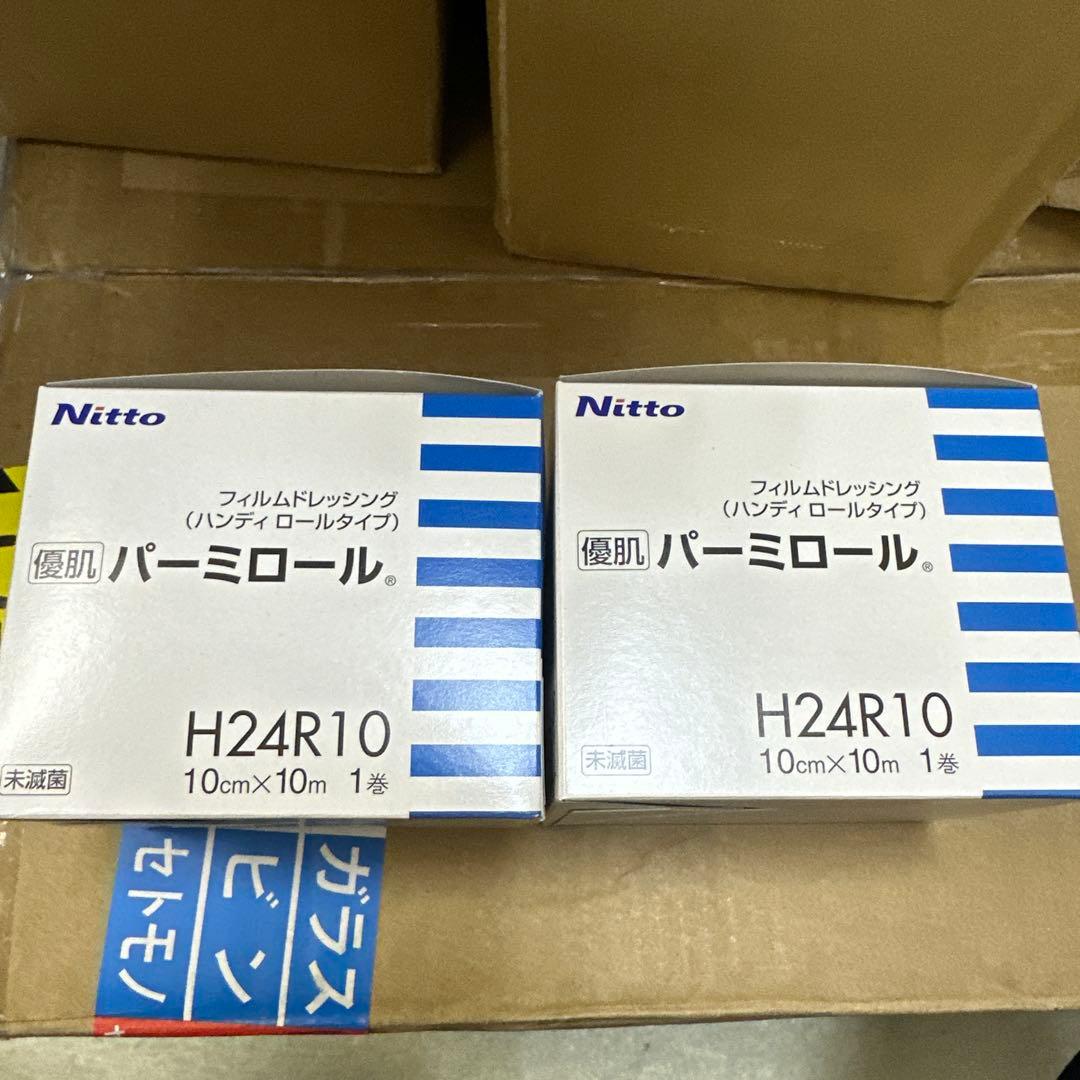 Nitto
フィルムドレッシング
(ハンディ ロールタイプ)
優肌 パーミロール®
H24R10
未滅菌 10cm×10m 1巻
Nitto
フィルムドレッシング
(ハンディ ロールタイプ)
優肌 パーミロール®
H24R10
未滅菌 10cm×10m 1巻
ガラス
ビン
セトモノ